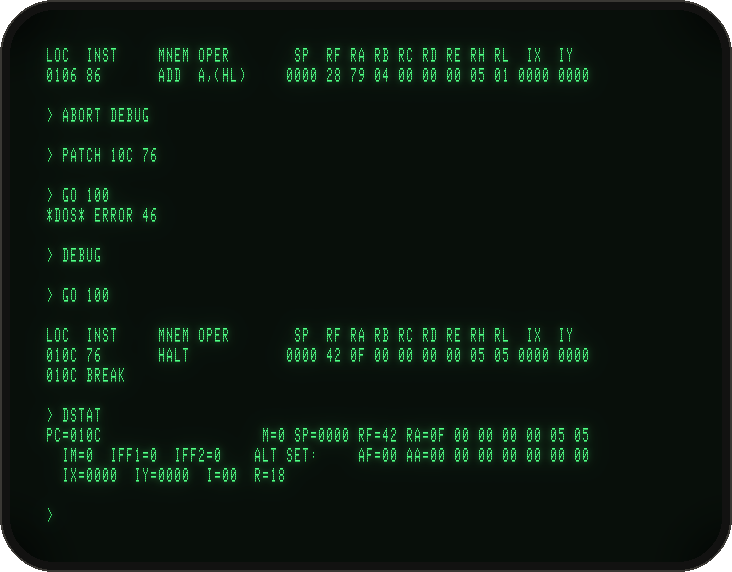 LOC  INST     MNEM OPER        SP  RF RA RB RC RD RE RH RL  IX  IY
0106 86       ADD  A,(HL)     0000 28 79 04 00 00 00 05 01 0000 0000
> ABORT DEBUG
> PATCH 10C 76
> GO 100
*DOS* ERROR 46
> DEBUG
> GO 100
LOC  INST     MNEM OPER        SP  RF RA RB RC RD RE RH RL  IX  IY
010C 76       HALT            0000 42 0F 00 00 00 00 05 05 0000 0000
010C BREAK
> DSTAT
PC=010C                    M=0 SP=0000 RF=42 RA=0F 00 00 00 00 05 05
  IM=0  IFF1=0  IFF2=0    ALT SET:     AF=00 AA=00 00 00 00 00 00 00
  IX=0000  IY=0000  I=00  R=18
>